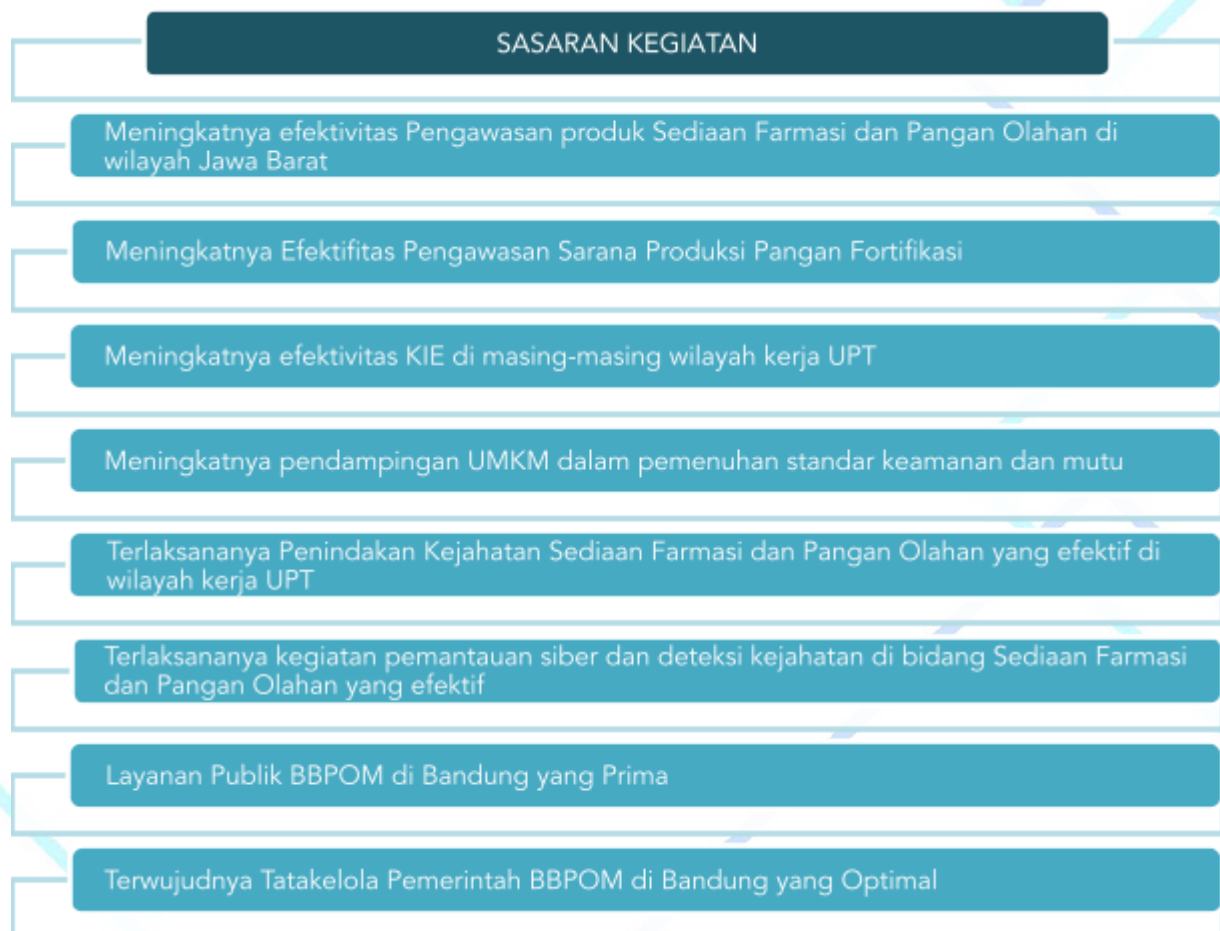 SASARAN KEGIATAN
Meningkatnya efektivitas Pengawasan produk Sediaan Farmasi dan Pangan Olahan di
wilayah Jawa Barat
Meningkatnya Efektifitas Pengawasan Sarana Produksi Pangan Fortifikasi
Meningkatnya efektivitas KIE di masing-masing wilayah kerja UPT
Meningkatnya pendampingan UMKM dalam pemenuhan standar keamanan dan mutu
Terlaksananya Penindakan Kejahatan Sediaan Farmasi dan Pangan Olahan yang efektif di
wilayah kerja UPT
Terlaksananya kegiatan pemantauan siber dan deteksi kejahatan di bidang Sediaan Farmasi
dan Pangan Olahan yang efektif
Layanan Publik BBPOM di Bandung yang Prima
Terwujudnya Tatakelola Pemerintah BBPOM di Bandung yang Optimal